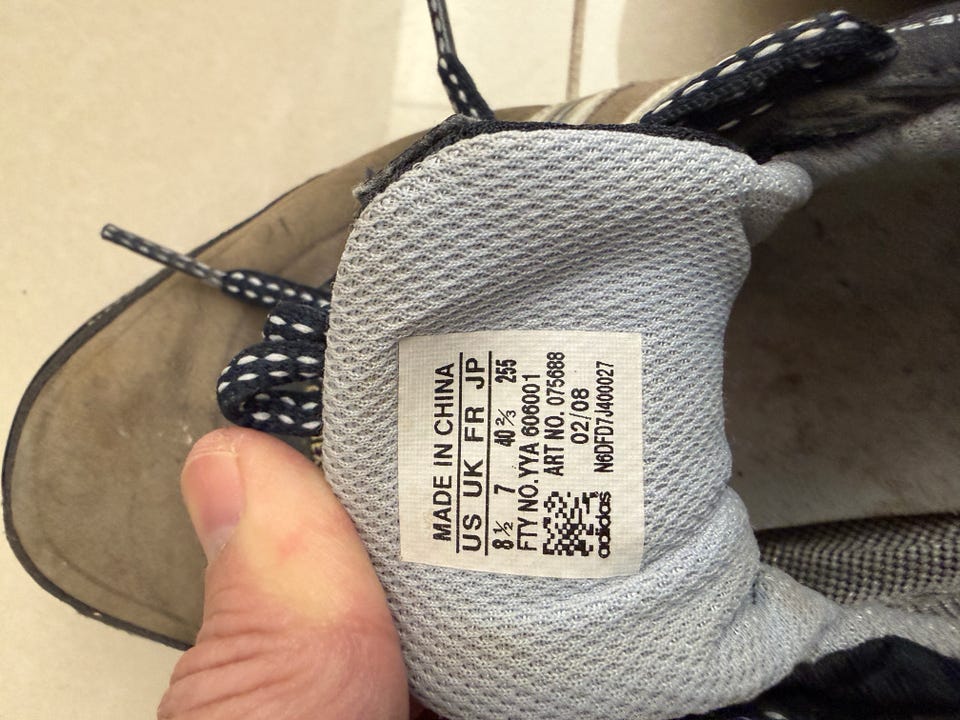 MADE IN CHINA
US UK FR JP
8½ 7 40⅔ 255
FTY NO.YYA 606001
ART NO. 075688
02/08
adidas N6DFD7J400027